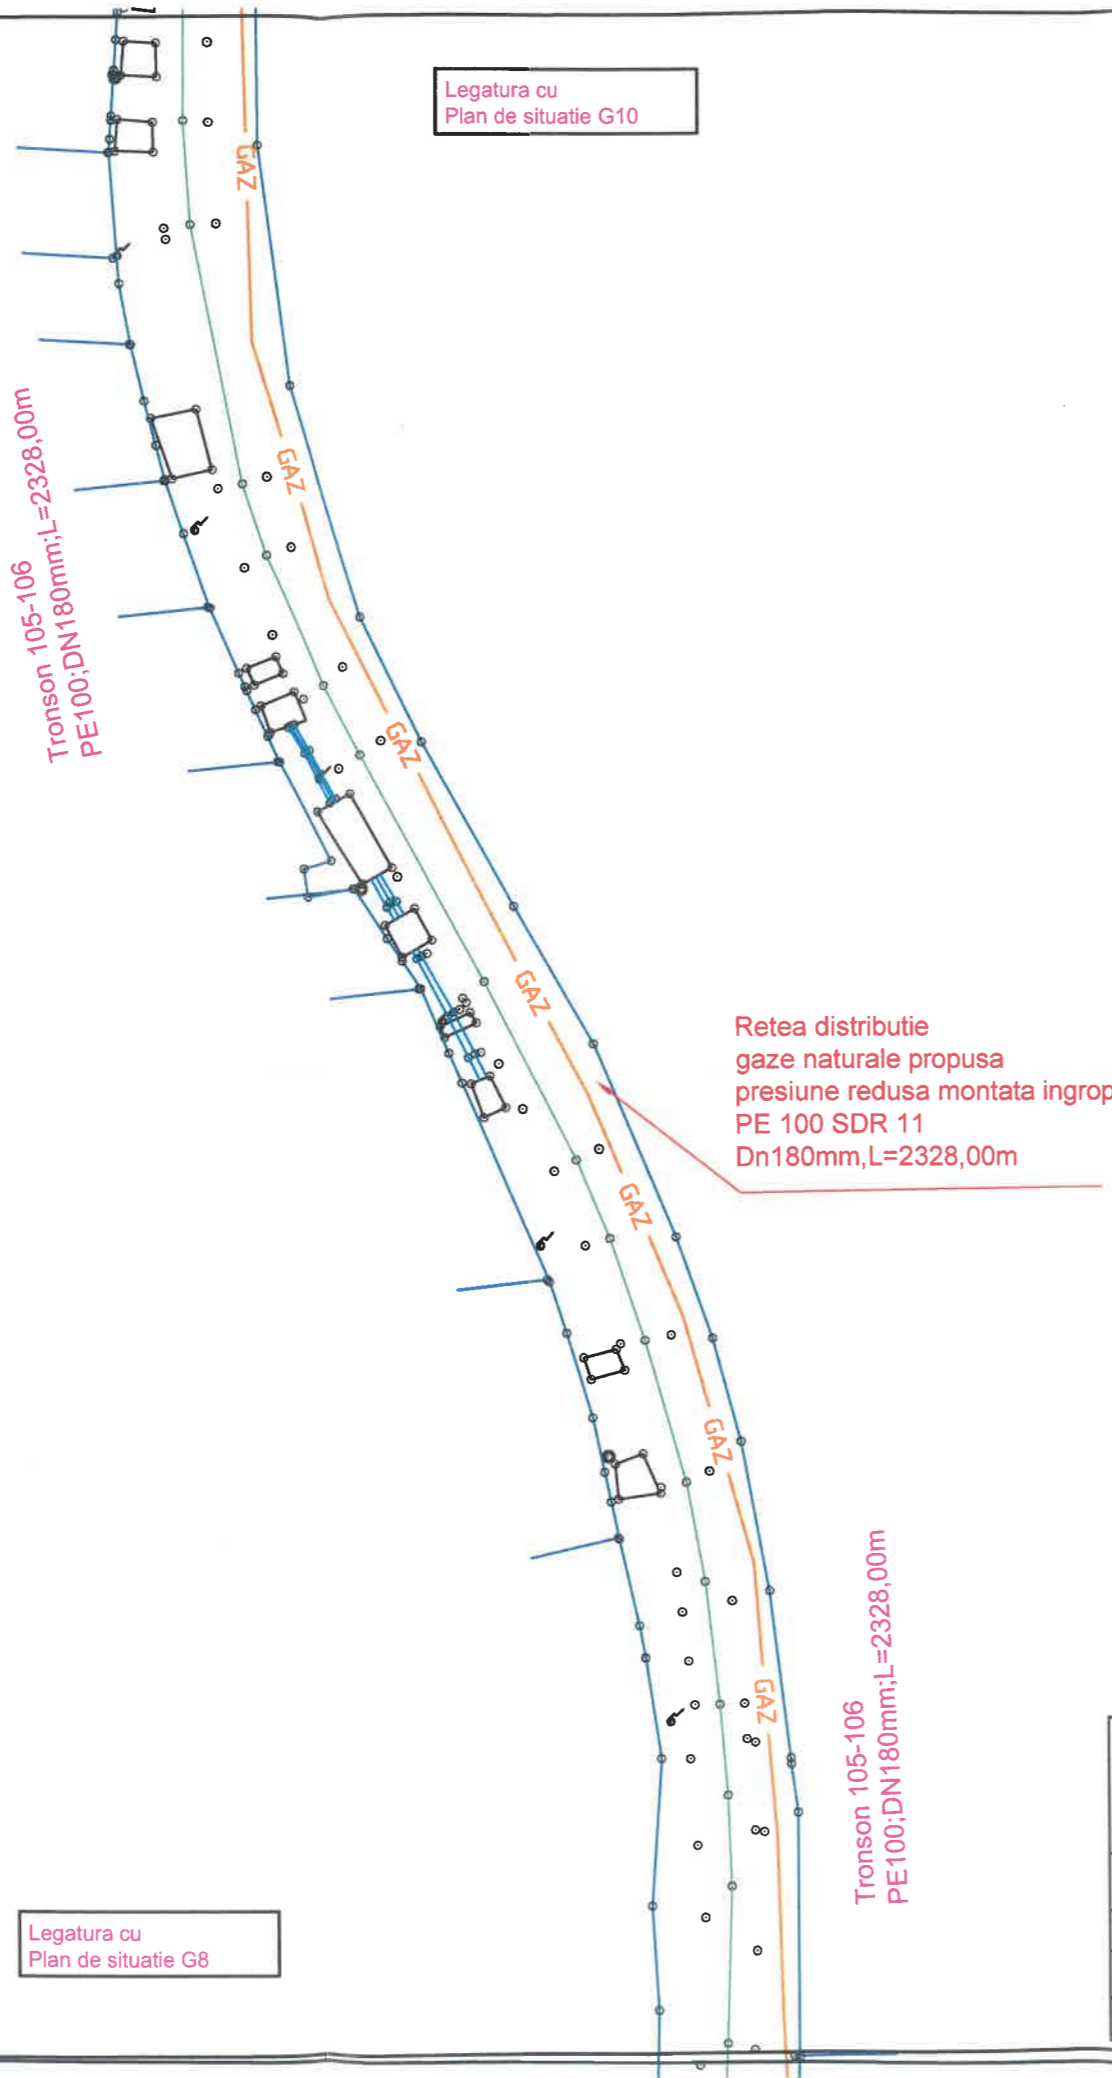 Legatura cu
Plan de situatie G10
GAZ
Tronson 105-106
PE100;DN180mm;L=2328,00m
GAZ
GAZ
GAZ
Retea distributie
gaze naturale propusa
presiune redusa montata ingrop
PE 100 SDR 11
Dn180mm,L=2328,00m
GAZ
GAZ
Tronson 105-106
PE100;DN180mm;L=2328,00m
GAZ
Legatura cu
Plan de situatie G8